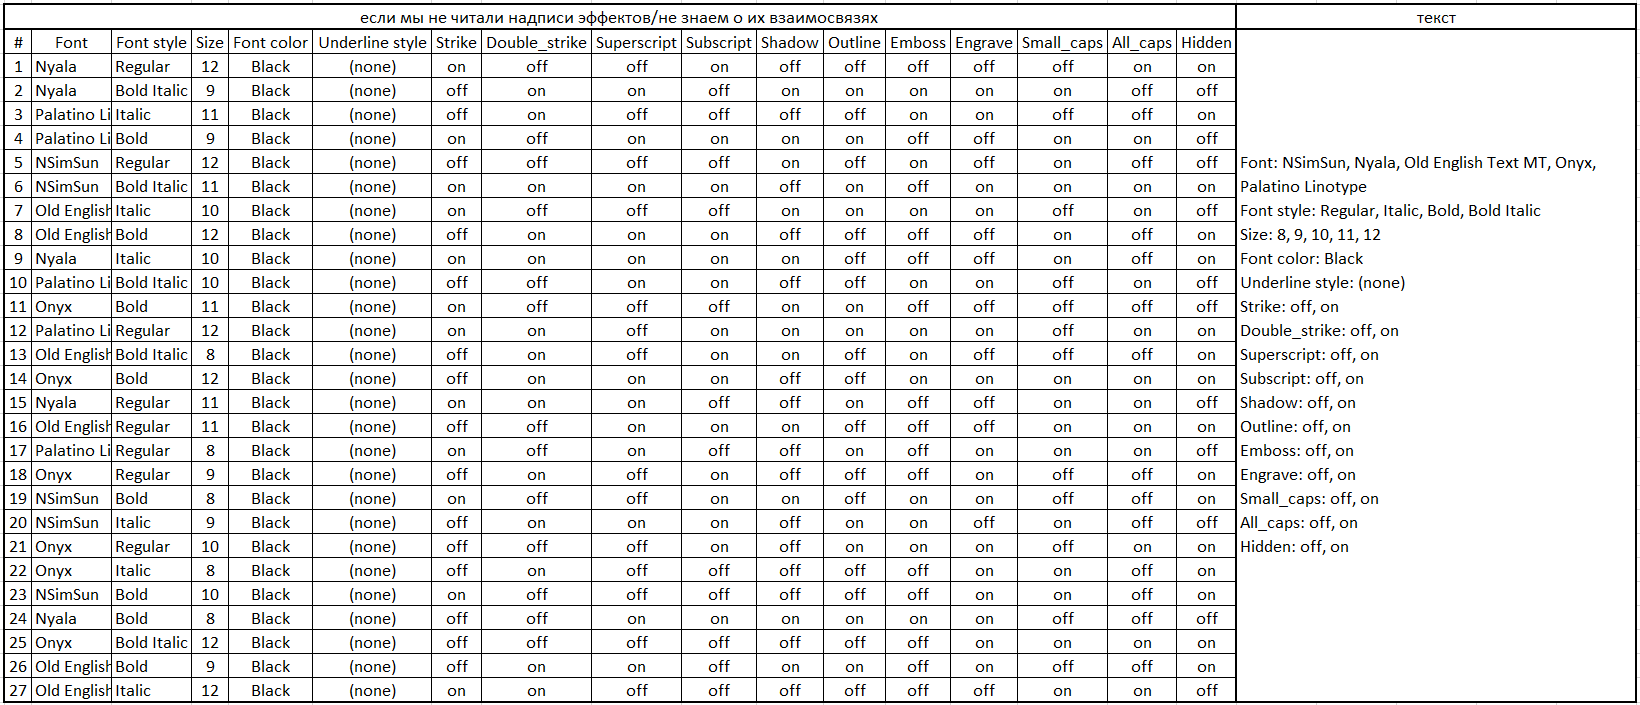 если мы не читали надписи эффектов/не знаем о их взаимосвязях текст
# Font Font style Size Font color Underline style Strike Double_strike Superscript Subscript Shadow Outline Emboss Engrave Small_caps All_caps Hidden
1 Nyala Regular 12 Black (none) on off off on off off off off off on on
2 Nyala Bold Italic 9 Black (none) off on on off on on on on on off off
3 Palatino Li Italic 11 Black (none) off on off off off off on on off off on
4 Palatino Li Bold 9 Black (none) on off on on on on off off on on off
5 NSimSun Regular 12 Black (none) off off off on on off on on on off off Font: NSimSun, Nyala, Old English Text MT, Onyx,
6 NSimSun Bold Italic 11 Black (none) on on on on off on off on on on on Palatino Linotype
7 Old English Italic 10 Black (none) on off off off on on on on off on off Font style: Regular, Italic, Bold, Bold Italic
8 Old English Bold 12 Black (none) off on on on off on on off on off on Size: 8, 9, 10, 11, 12
9 Nyala Italic 10 Black (none) on on on on off off off off on on on Font color: Black
10 Palatino Li Bold Italic 10 Black (none) off off on on on on on off off off off Underline style: (none)
11 Onyx Bold 11 Black (none) on off off off on on off off off off off Strike: off, on
12 Palatino Li Regular 12 Black (none) on on off off on off on on off on on Double_strike: off, on
13 Old English Bold Italic 8 Black (none) off on off on on off on off off off on Superscript: off, on
14 Onyx Bold 12 Black (none) off on on on off off on on on on on Subscript: off, on
15 Nyala Regular 11 Black (none) on on on off off on off off on on off Shadow: off, on
16 Old English Regular 11 Black (none) off off on off off off on off on on on Outline: off, on
17 Palatino Li Regular 8 Black (none) on off on off on on off on on on off Emboss: off, on
18 Onyx Regular 9 Black (none) off on off on off off off on off off on Engrave: off, on
19 NSimSun Bold 8 Black (none) on off off on on on on on off off on Small_caps: off, on
20 NSimSun Italic 9 Black (none) off on on on off on on off on off off All_caps: off, on
21 Onyx Regular 10 Black (none) off off on on off off on on off on on Hidden: off, on
22 Onyx Italic 8 Black (none) off on off off on off off on on off on
23 NSimSun Bold 10 Black (none) on off on off on off off on on on on
24 Nyala Bold 8 Black (none) off off on on on on on on off off off
25 Onyx Bold Italic 12 Black (none) off off off on off off off on on on on
26 Old English Bold 9 Black (none) off on on off on on off on off off on
27 Old English Italic 12 Black (none) on on off off off off off off on on off